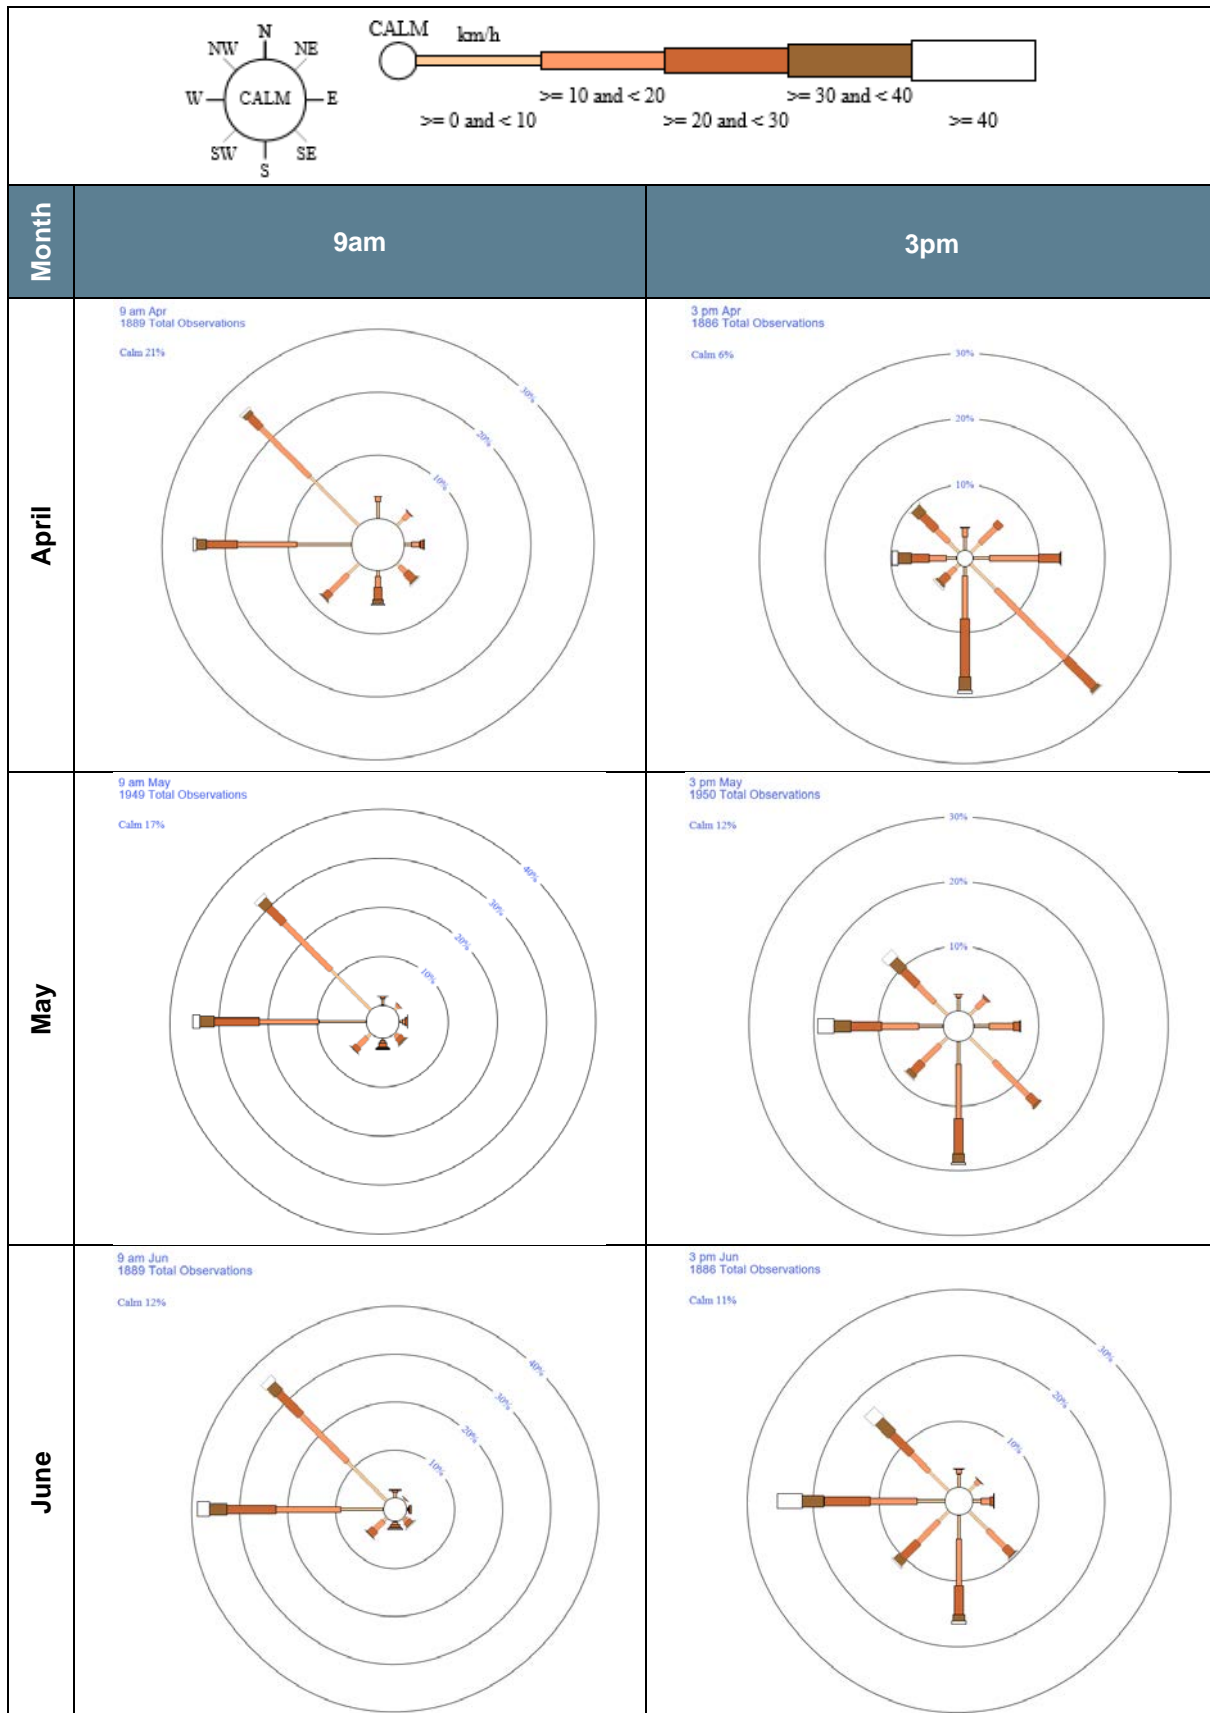 N
NW NE
W CALM E
SW SE
S
CALM km/h
>= 10 and < 20 >= 30 and < 40
>= 0 and < 10 >= 20 and < 30 >= 40
Month 9am 3pm
April
9 am Apr
1889 Total Observations
Calm 21%
30%
20%
10%
3 pm Apr
1886 Total Observations
Calm 6%
30%
20%
10%
May
9 am May
1949 Total Observations
Calm 17%
40%
30%
20%
10%
3 pm May
1950 Total Observations
Calm 12%
30%
20%
10%
June
9 am Jun
1889 Total Observations
Calm 12%
40%
30%
20%
10%
3 pm Jun
1886 Total Observations
Calm 11%
30%
20%
10%